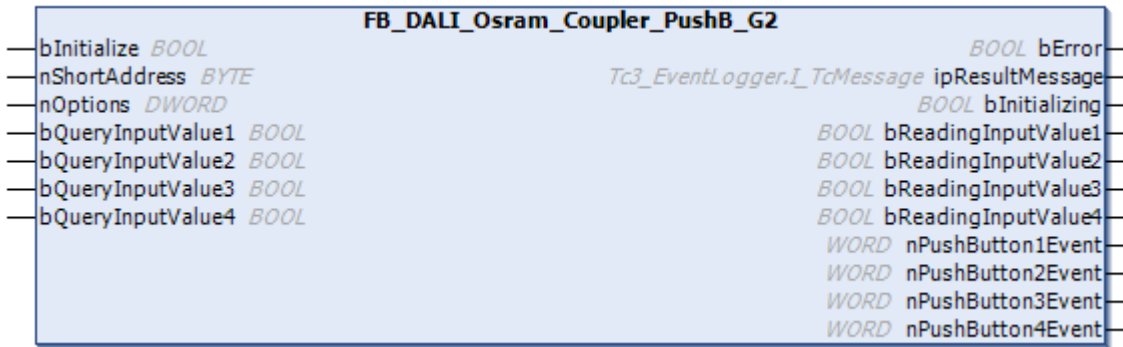 FB_DALI_Osram_Coupler_PushB_G2
bInitialize BOOL BOOL bError
nShortAddress BYTE Tc3_EventLogger.I_TcMessage ipResultMessage
nOptions DWORD BOOL bInitializing
bQueryInputValue1 BOOL BOOL bReadingInputValue1
bQueryInputValue2 BOOL BOOL bReadingInputValue2
bQueryInputValue3 BOOL BOOL bReadingInputValue3
bQueryInputValue4 BOOL BOOL bReadingInputValue4
WORD nPushButton1Event
WORD nPushButton2Event
WORD nPushButton3Event
WORD nPushButton4Event